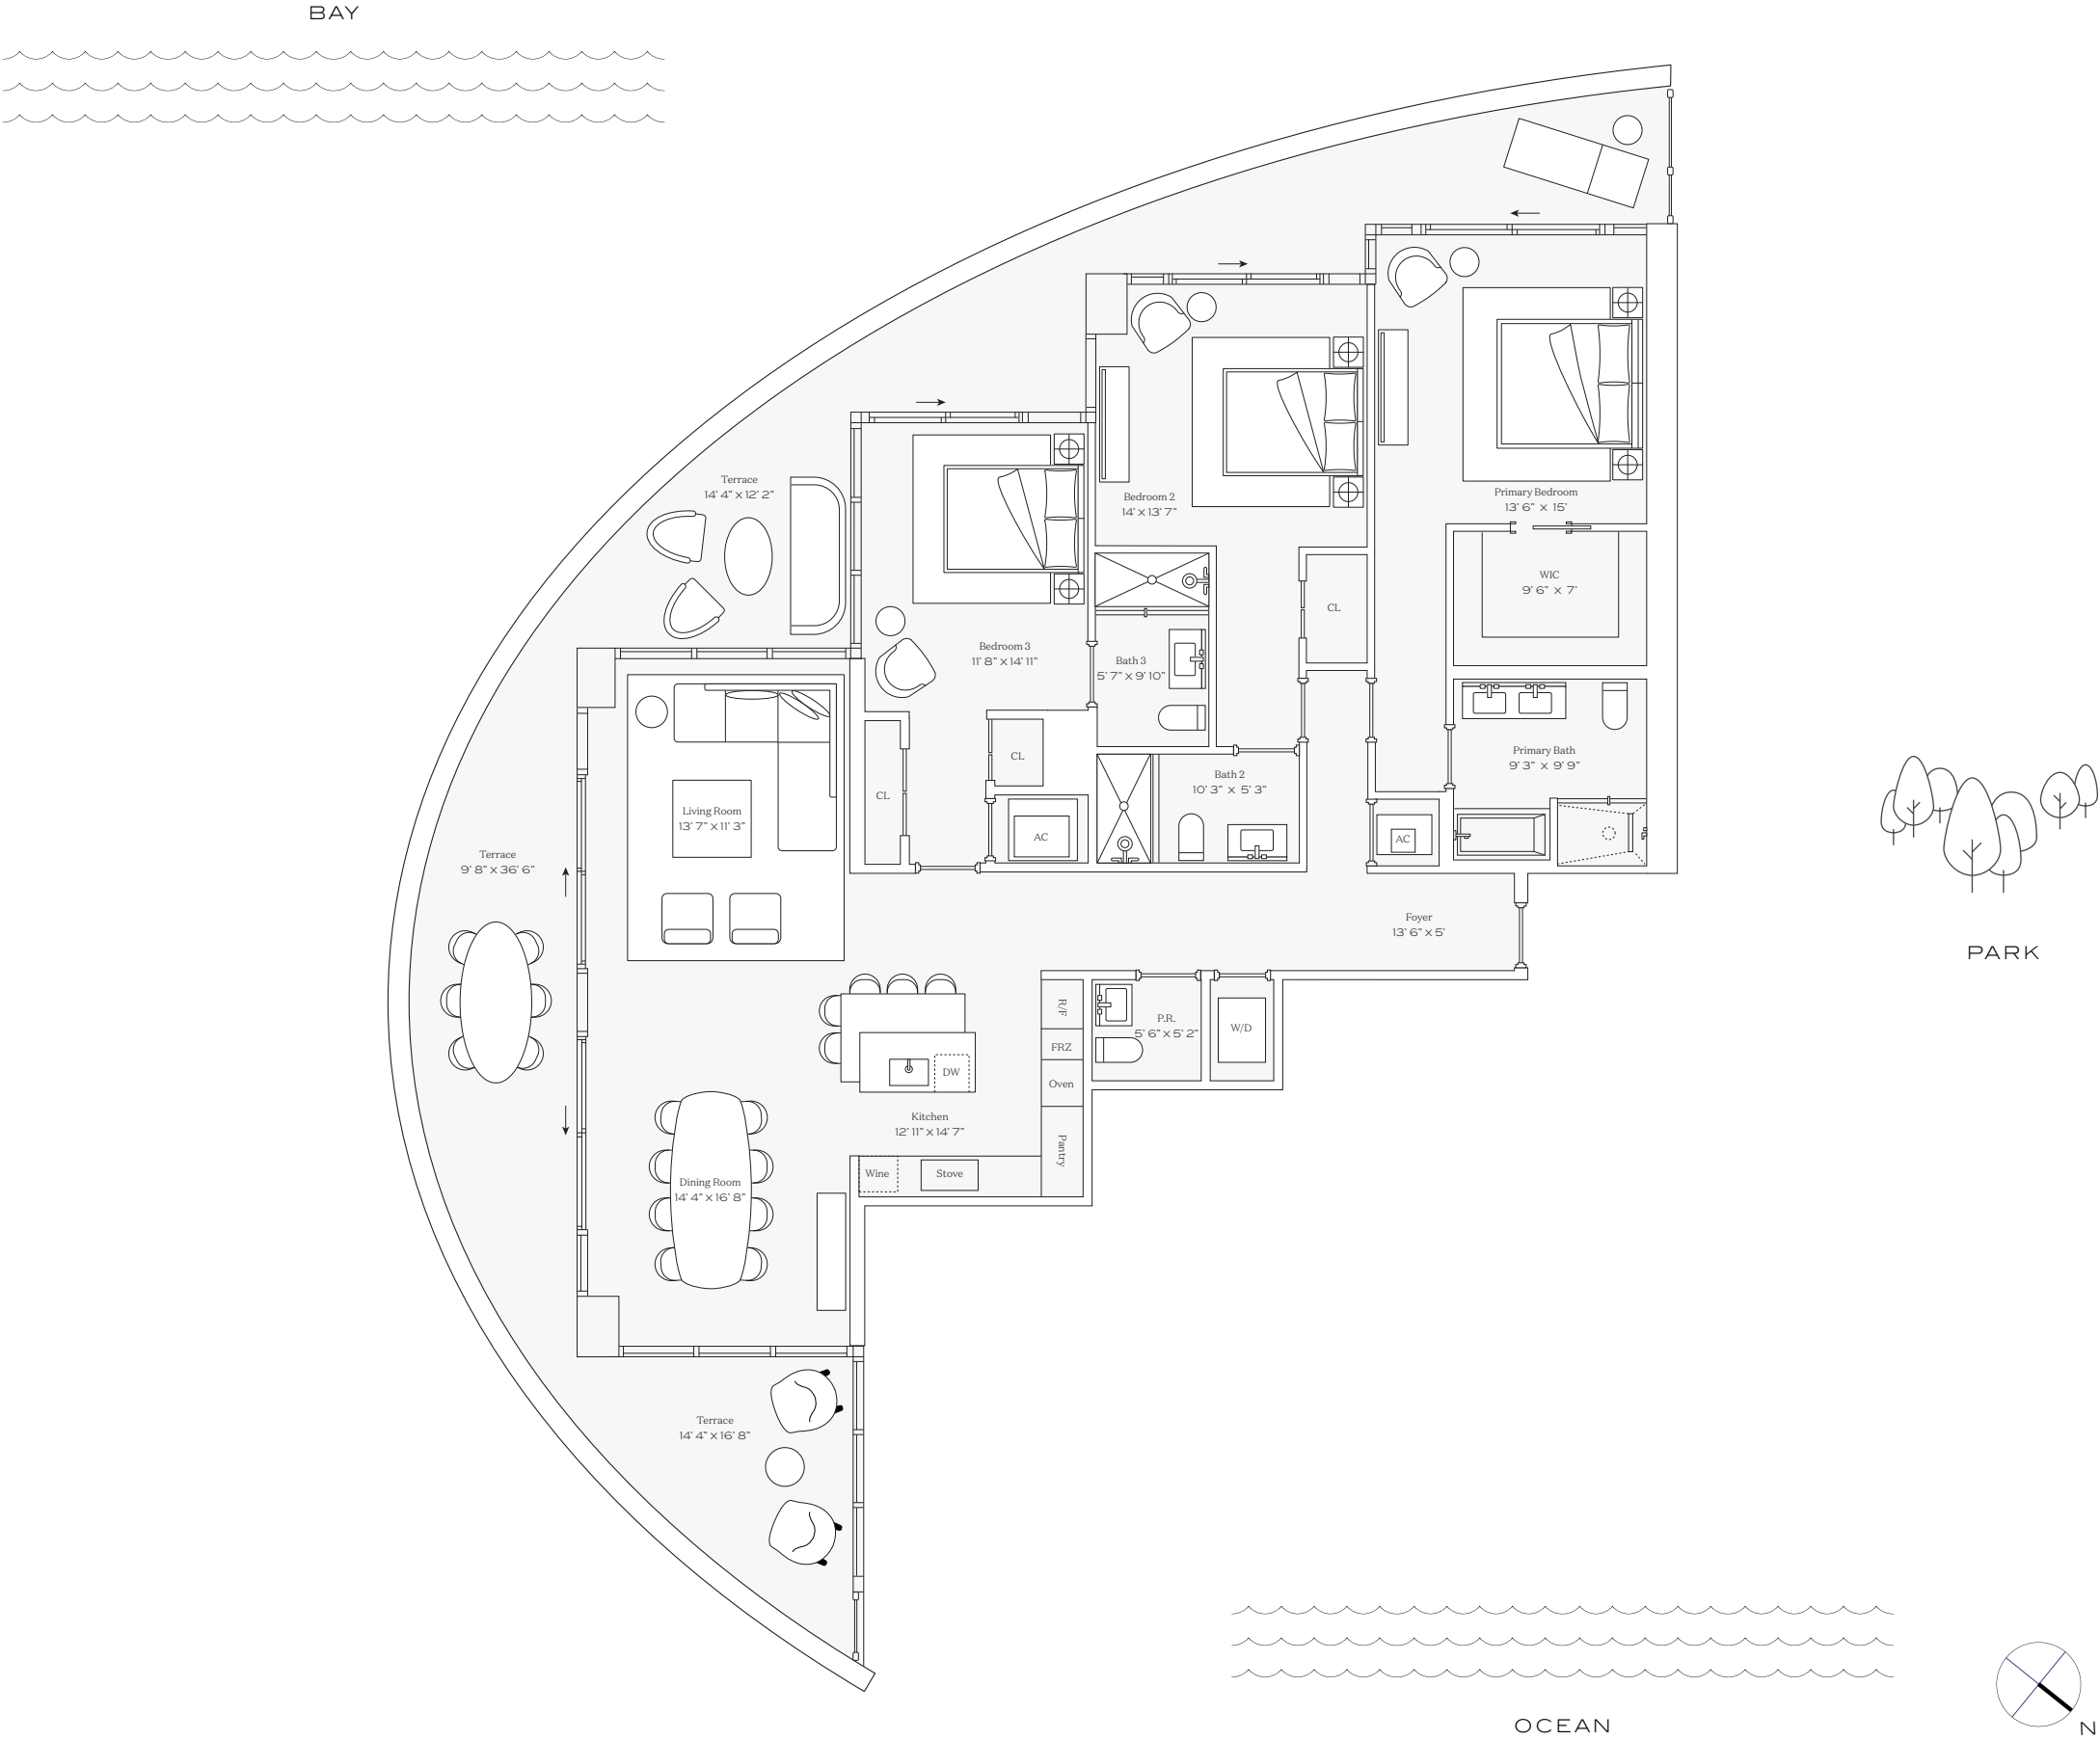 BAY
Terrace
14' 4" x 12' 2"
Bedroom 2
14' x 13' 7"
Primary Bedroom
13' 6" x 15'
WIC
9' 6" x 7'
CL
Bedroom 3
11' 8" x 14' 11"
Bath 3
5' 7" x 9' 10"
CL
CL
Primary Bath
9' 3" x 9' 9"
Bath 2
10' 3" x 5' 3"
Living Room
13' 7" x 11' 3"
AC
AC
Terrace
9' 8" x 36' 6"
Foyer
13' 6" x 5'
PARK
R/F
P.R.
5' 6" x 5' 2"
W/D
FRZ
DW
Oven
Kitchen
12' 11" x 14' 7"
Pantry
Wine
Stove
Dining Room
14' 4" x 16' 8"
Terrace
14' 4" x 16' 8"
OCEAN
N